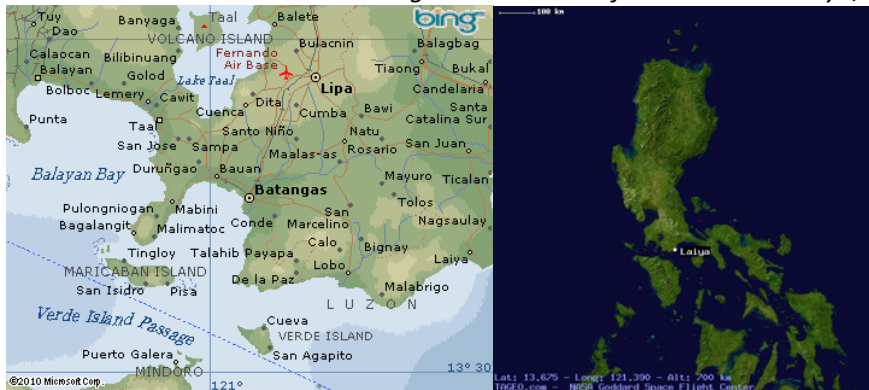 Tuy
Taal
Balete
Banyaga
bing
Dao
VOLCANO ISLAND
Bulacnin
Balagbag
Calaocan
Bilibinuang
Fernando
Air Base
Tiaong
Bukal
Balayan
Golod
Lake Taal
Lipa
Candelaria
Bolboc
Lemery
Cawit
Cuenca
Dita
Cumba
Bawi
Santa
Catalina Sur
Punta
Taal
Santo Niño
Natu
San Jose
Sampa
Maalas-as
Rosario
San Juan
Balayan Bay
Duruñgao
Bauan
Mayuro
Ticalan
Batangas
Tolos
Pulongniogan
Mabini
San
Marcelino
Nagsaulay
Bagalangit
Malimatoc
Conde
Calo
Bignay
Tingloy
Talahib Payapa
Laiya
MARICABAN ISLAND
De la Paz
Lobo
San Isidro
Pisa
Malabrigo
LUZON
Verde Island Passage
Cueva
VERDE ISLAND
Puerto Galera
San Agapito
MINDORO
13° 30
©2010 Microsoft Corp.
121°
100 km
Laiya
Lat: 13.675 - Long: 121.390 - Alt: 700 km
TAGEO.com - NASA Goddard Space Flight Center